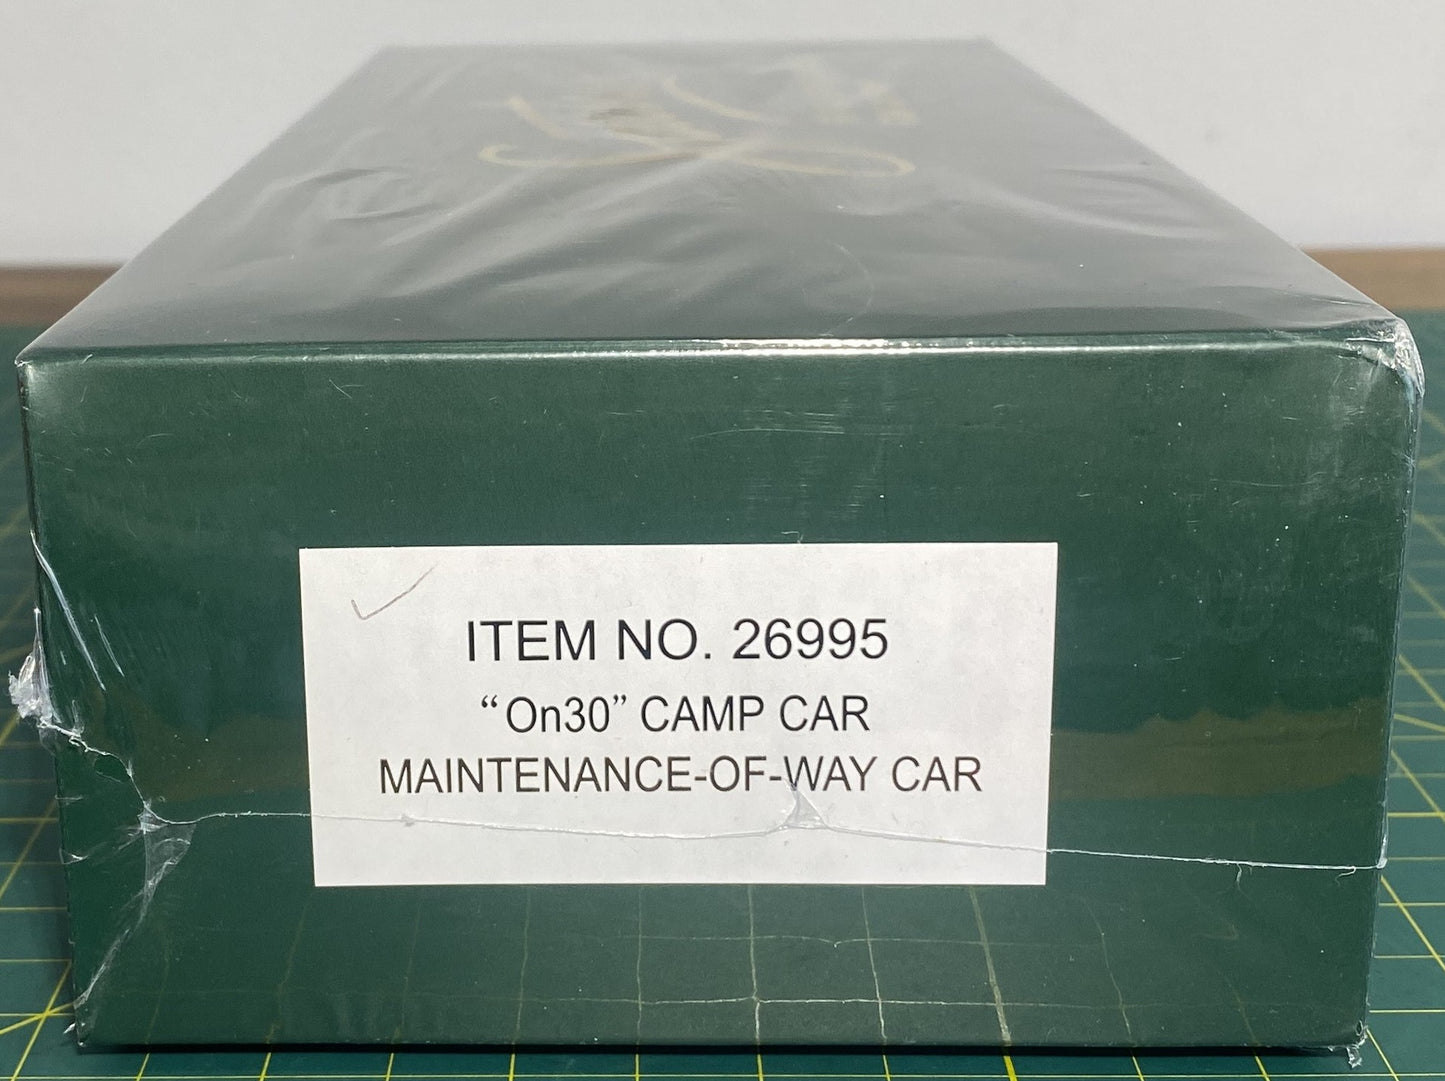 ITEM NO. 26995
“On30” CAMP CAR
MAINTENANCE-OF-WAY CAR